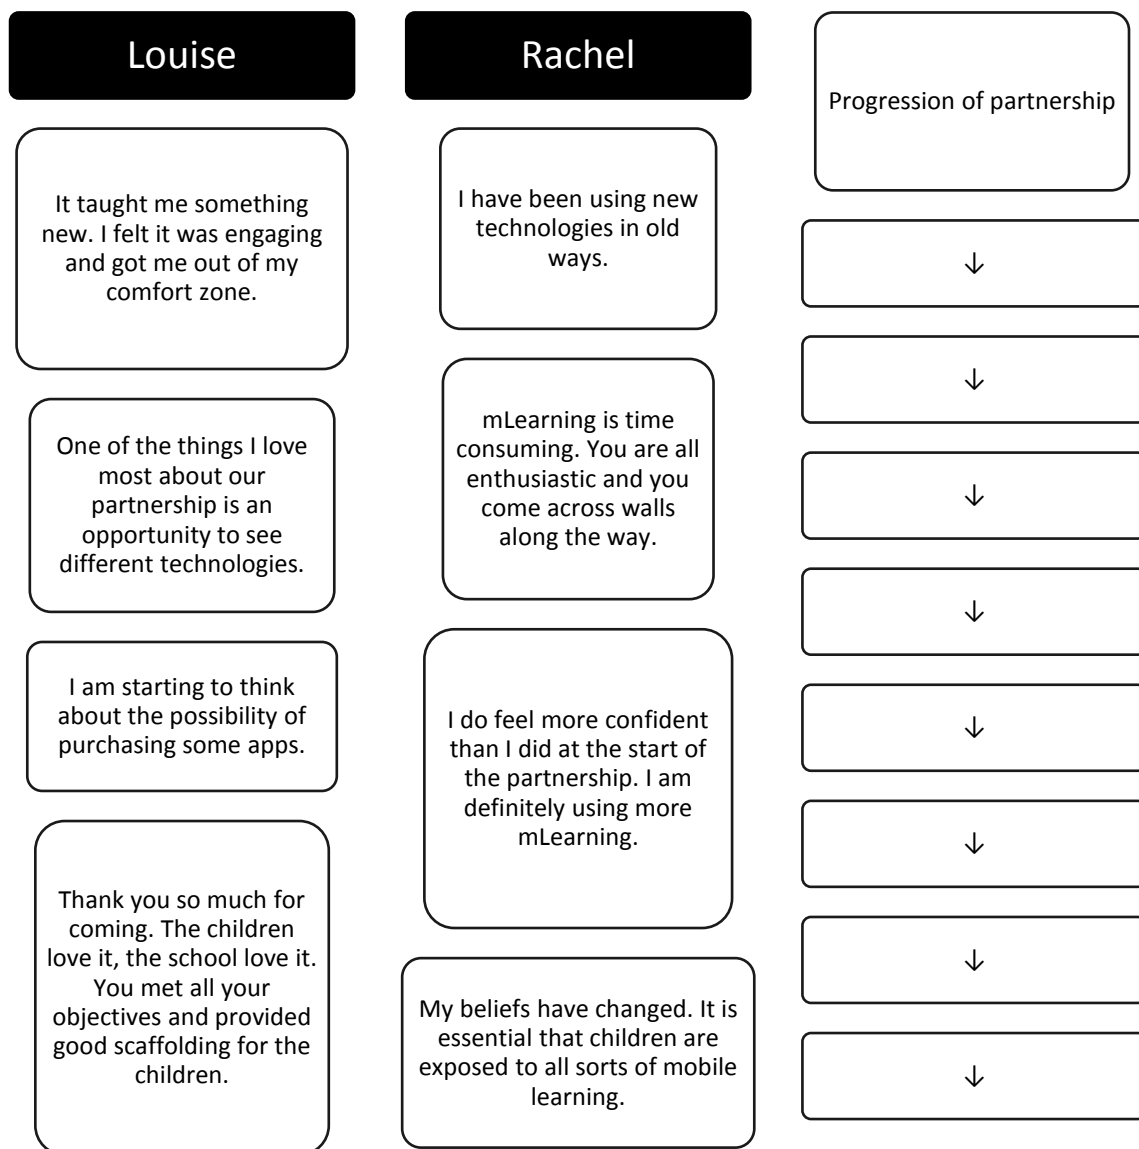 Louise
It taught me something
new. I felt it was engaging
and got me out of my
comfort zone.
One of the things I love
most about our
partnership is an
opportunity to see
different technologies.
I am starting to think
about the possibility of
purchasing some apps.
Thank you so much for
coming. The children
love it, the school love it.
You met all your
objectives and provided
good scaffolding for the
children.
Rachel
I have been using new
technologies in old
ways.
mLearning is time
consuming. You are all
enthusiastic and you
come across walls
along the way.
I do feel more confident
than I did at the start of
the partnership. I am
definitely using more
mLearning.
My beliefs have changed. It is
essential that children are
exposed to all sorts of mobile
learning.
Progression of partnership
↓
↓
↓
↓
↓
↓
↓
↓